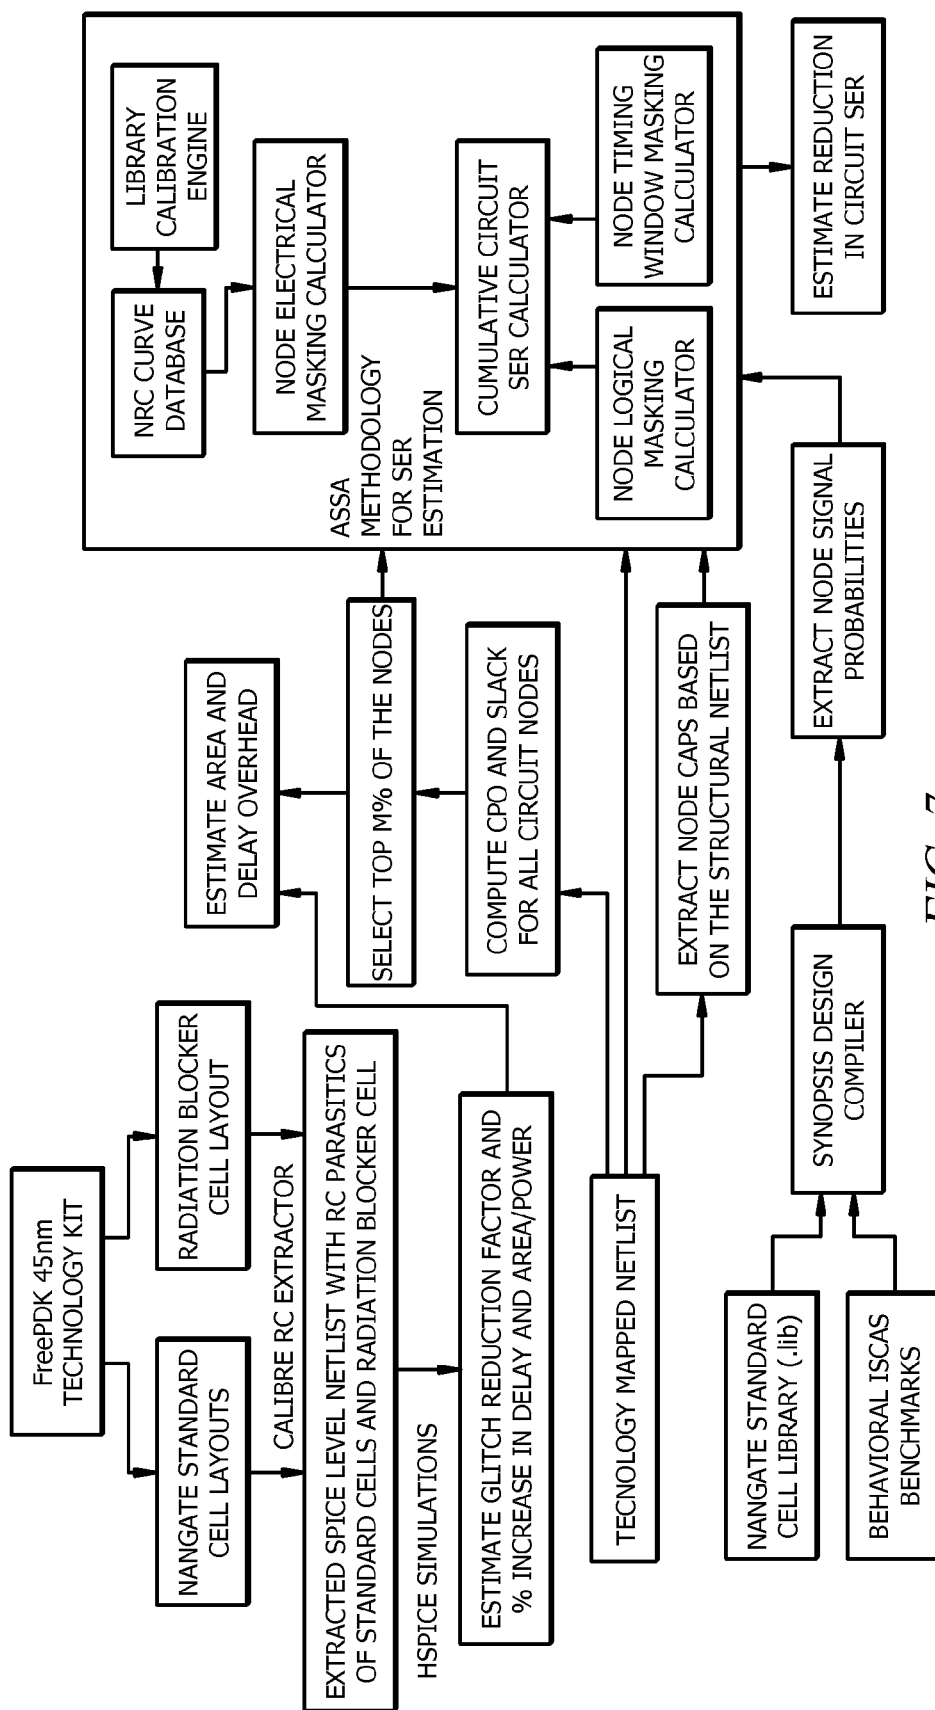 FreePDK 45nm
TECHNOLOGY KIT
NANGATE STANDARD
CELL LAYOUTS
RADIATION BLOCKER
CELL LAYOUT
CALIBRE RC EXTRACTOR
EXTRACTED SPICE LEVEL NETLIST WITH RC PARASITICS
OF STANDARD CELLS AND RADIATION BLOCKER CELL
HSPICE SIMULATIONS
ESTIMATE GLITCH REDUCTION FACTOR AND
% INCREASE IN DELAY AND AREA/POWER
TECNOLOGY MAPPED NETLIST
NANGATE STANDARD
CELL LIBRARY (.lib)
BEHAVIORAL ISCAS
BENCHMARKS
SYNOPSIS DESIGN
COMPILER
ESTIMATE AREA AND
DELAY OVERHEAD
SELECT TOP M% OF THE NODES
COMPUTE CPO AND SLACK
FOR ALL CIRCUIT NODES
EXTRACT NODE CAPS BASED
ON THE STRUCTURAL NETLIST
EXTRACT NODE SIGNAL
PROBABILITIES
LIBRARY
CALIBRATION
ENGINE
NRC CURVE
DATABASE
NODE ELECTRICAL
MASKING CALCULATOR
ASSA
METHODOLOGY
FOR SER
ESTIMATION
CUMULATIVE CIRCUIT
SER CALCULATOR
NODE LOGICAL
MASKING
CALCULATOR
NODE TIMING
WINDOW MASKING
CALCULATOR
ESTIMATE REDUCTION
IN CIRCUIT SER
FIG. 7